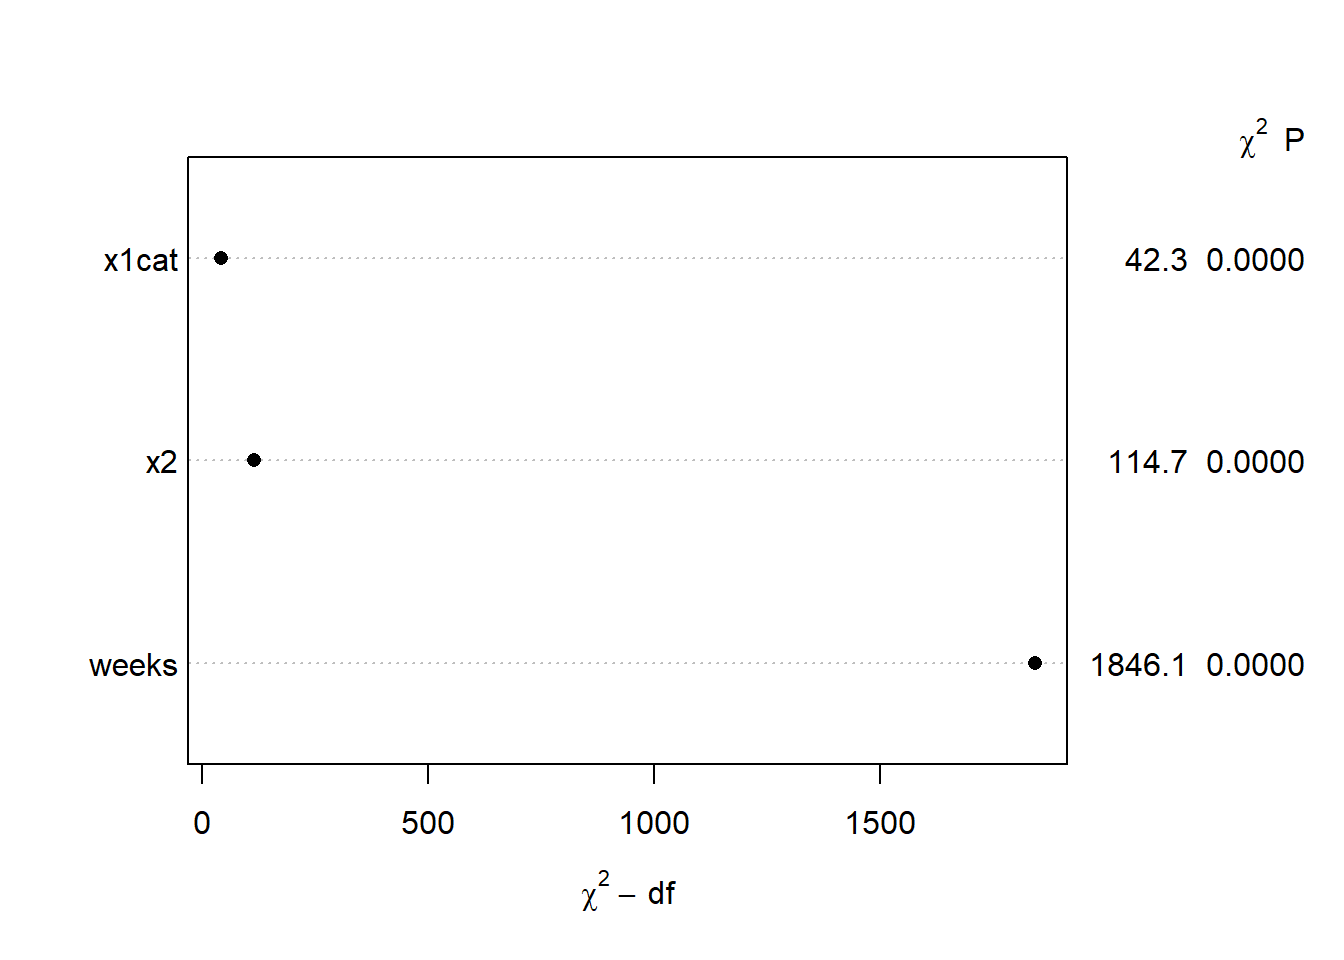 χ² P
x1cat 42.3 0.0000
x2 114.7 0.0000
weeks 1846.1 0.0000
0 500 1000 1500
χ² − df